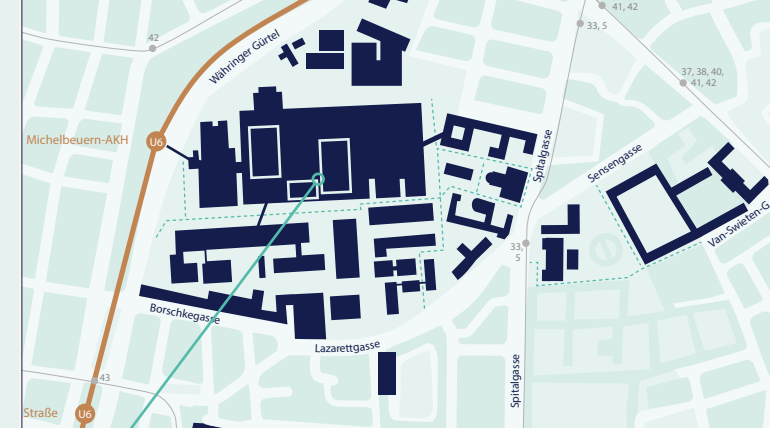 41, 42
33, 5
42
Währinger Gürtel
37, 38, 40,
41, 42
Michelbeuern-AKH
U6
Spitalgasse
Sensengasse
Van-Swieten-G
33,
5
Borschkegasse
Lazarettgasse
Spitalgasse
43
Straße
U6